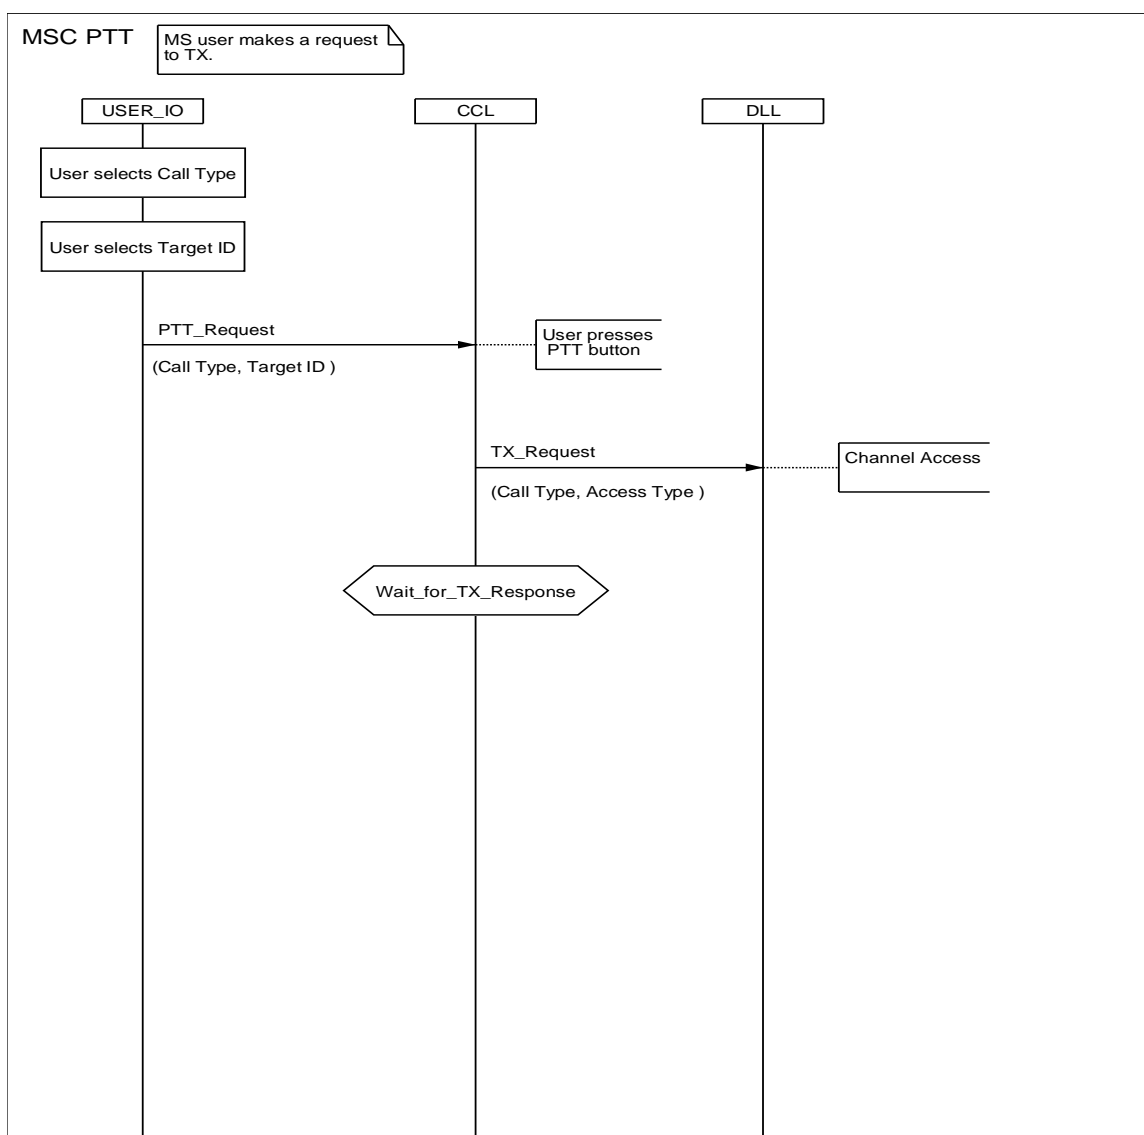 MSC PTT
MS user makes a request
to TX.
USER_IO
CCL
DLL
User selects Call Type
User selects Target ID
PTT_Request
(Call Type, Target ID )
User presses
PTT button
TX_Request
(Call Type, Access Type )
Channel Access
Wait_for_TX_Response